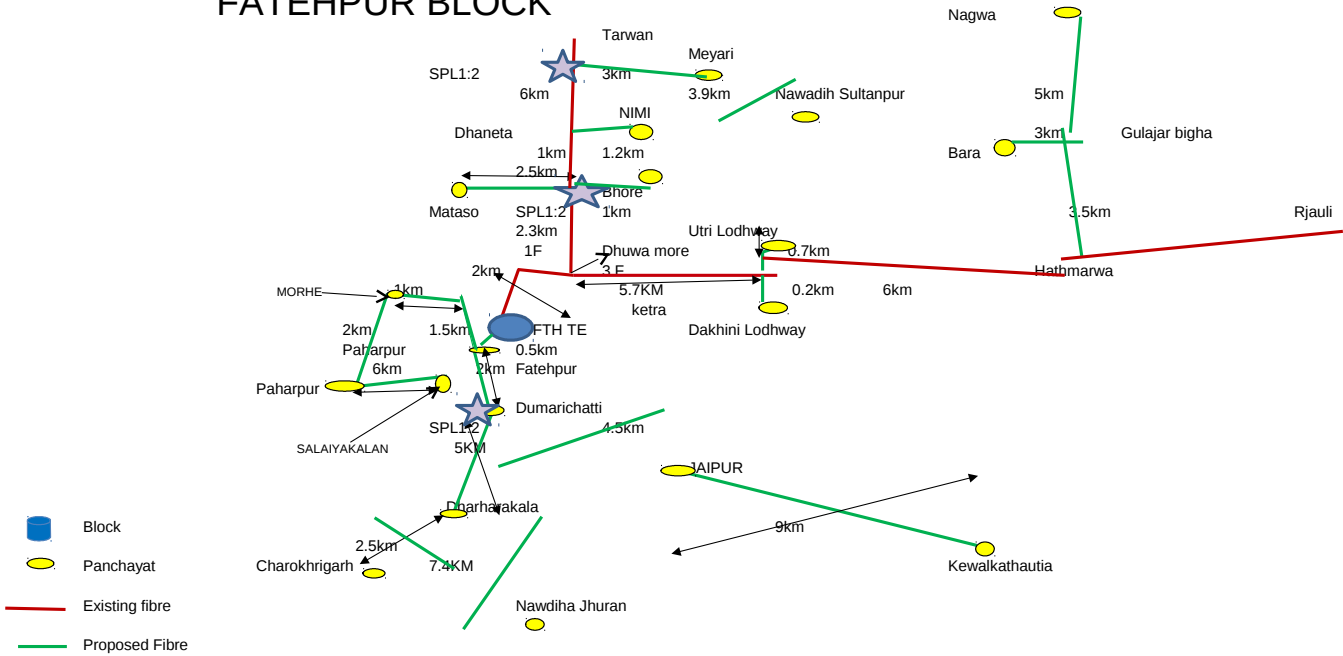 FATEHPUR BLOCK
Nagwa
Tarwan
Meyari
SPL1:2
3km
6km
3.9km
Nawadih Sultanpur
5km
NIMI
Dhaneta
3km
Gulajar bigha
1km
1.2km
Bara
2.5km
Bhore
Mataso
SPL1:2
1km
3.5km
Rjauli
2.3km
Utri Lodhway
1F
Dhuwa more
0.7km
2km
3 F
Hathmarwa
MORHE
1km
5.7KM
0.2km
6km
ketra
2km
1.5km
FTH TE
Dakhini Lodhway
Paharpur
0.5km
6km
2km
Fatehpur
Paharpur
Dumarichatti
SPL1:2
4.5km
SALAIYAKALAN
5KM
JAIPUR
Dharharakala
Block
9km
2.5km
Panchayat
Charokhrigarh
7.4KM
Kewalkathautia
Existing fibre
Nawdiha Jhuran
Proposed Fibre